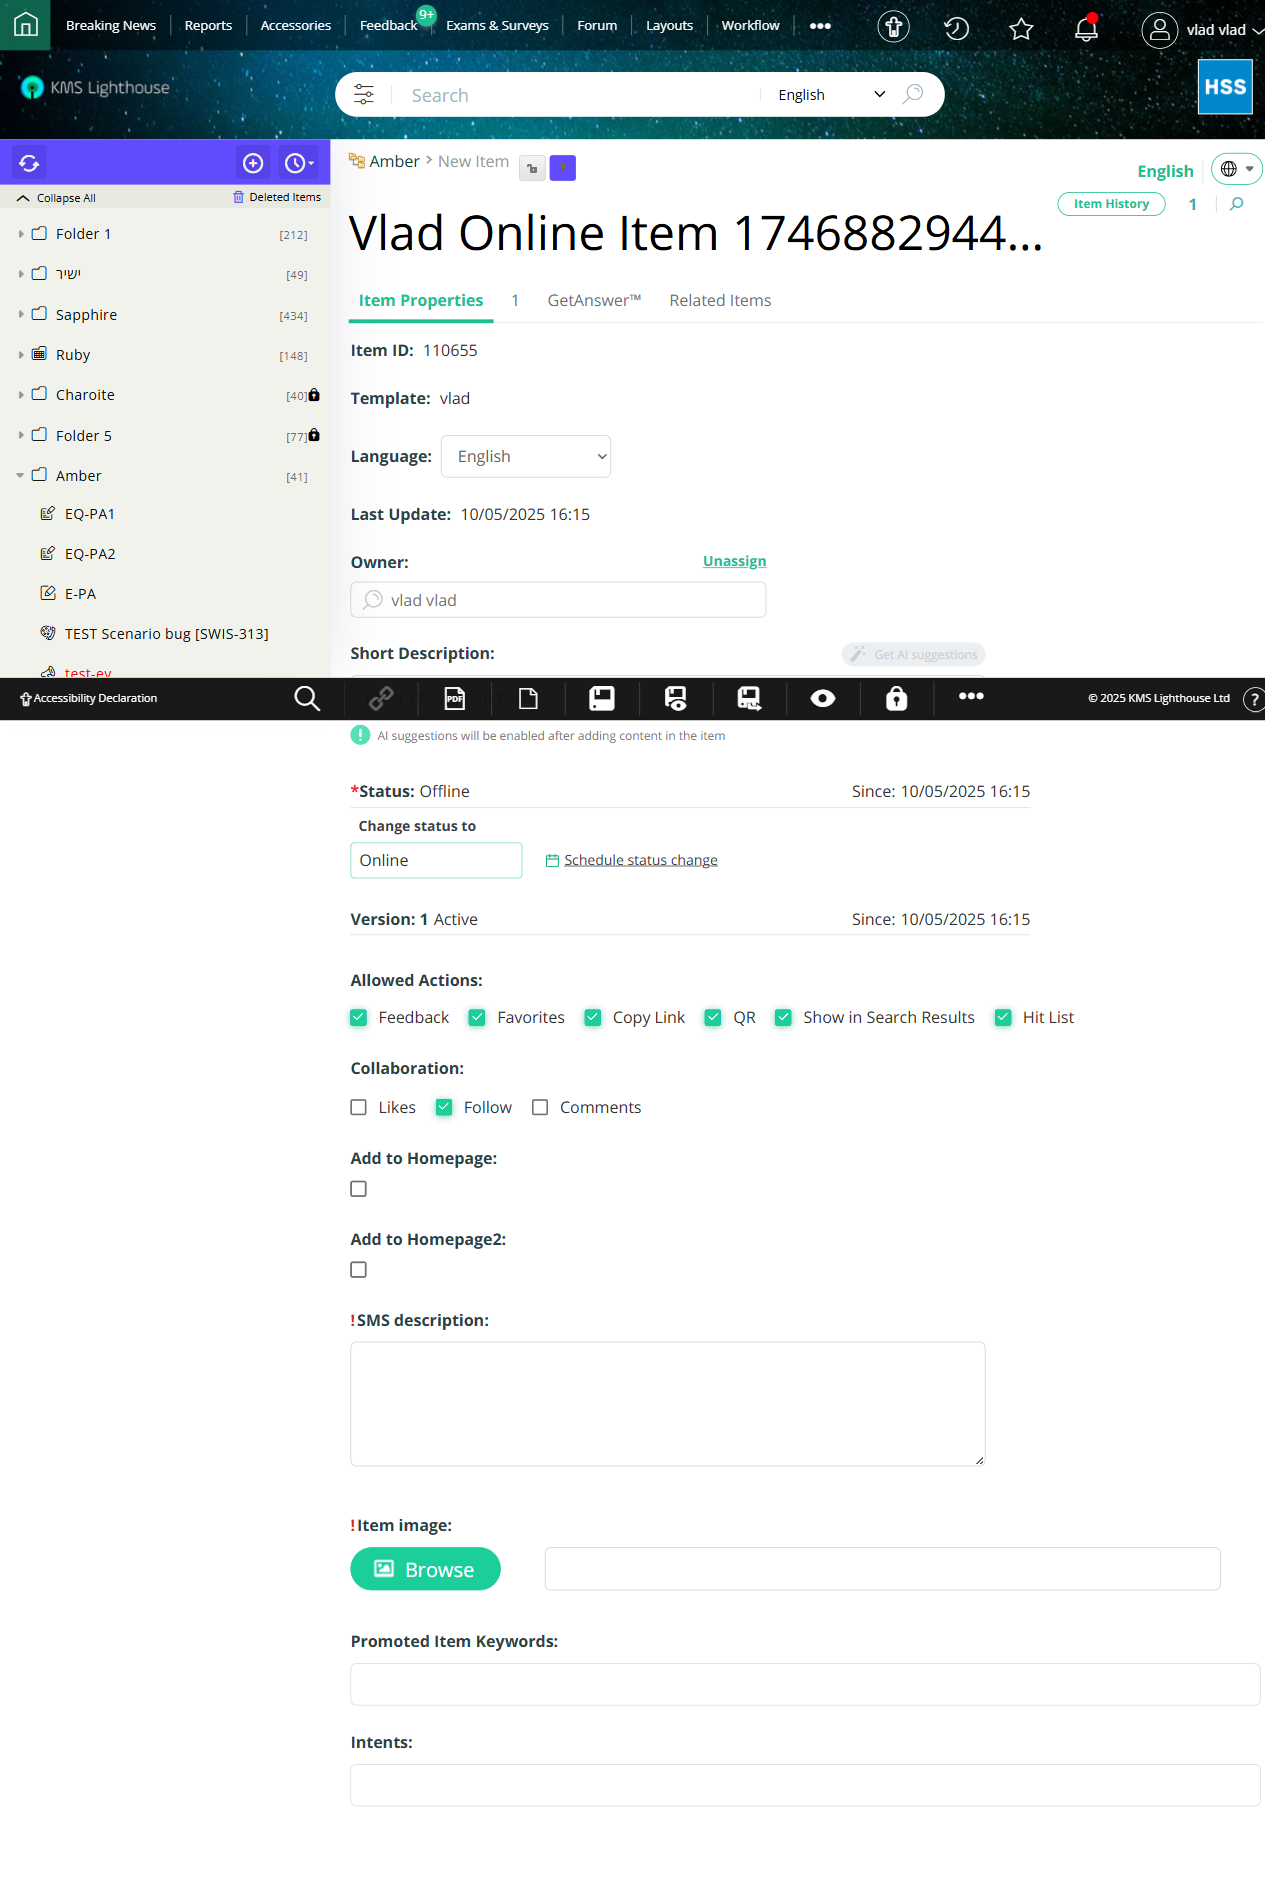 Breaking News Reports Accessories Feedback 9+ Exams & Surveys Forum Layouts Workflow ••• vlad vlad
KMS Lighthouse Search English HSS
Amber > New Item English
Collapse All Deleted Items Item History 1
Folder 1 [212]
Vlad Online Item 1746882944...
ישיר [49]
Item Properties 1 GetAnswer™ Related Items
Sapphire [434]
Ruby [148]
Item ID: 110655
Charoite [40]
Template: vlad
Folder 5 [77]
Language: English
Amber [41]
EQ-PA1
Last Update: 10/05/2025 16:15
EQ-PA2
Owner: Unassign
E-PA
vlad vlad
TEST Scenario bug [SWIS-313]
Short Description: Get AI suggestions
test-ev
Accessibility Declaration PDF ••• © 2025 KMS Lighthouse Ltd ?
AI suggestions will be enabled after adding content in the item
*Status: Offline Since: 10/05/2025 16:15
Change status to
Online Schedule status change
Version: 1 Active Since: 10/05/2025 16:15
Allowed Actions:
Feedback Favorites Copy Link QR Show in Search Results Hit List
Collaboration:
Likes Follow Comments
Add to Homepage:
Add to Homepage2:
!SMS description:
!Item image:
Browse
Promoted Item Keywords:
Intents: